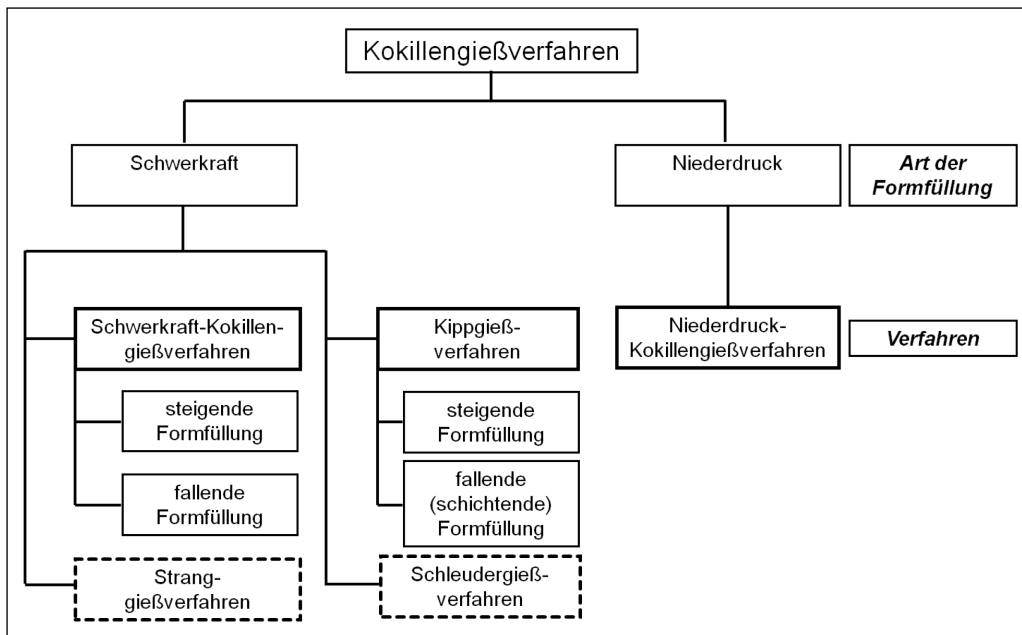 Kokillengießverfahren
Schwerkraft
Niederdruck
Art der
Formfüllung
Schwerkraft-Kokillen-
gießverfahren
Kippgieß-
verfahren
Niederdruck-
Kokillengießverfahren
Verfahren
steigende
Formfüllung
steigende
Formfüllung
fallende
Formfüllung
fallende
(schichtende)
Formfüllung
Strang-
gießverfahren
Schleudergieß-
verfahren